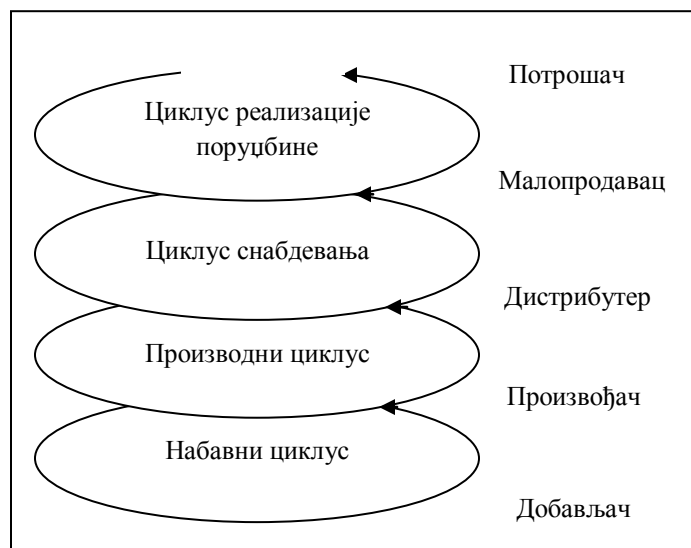 Потрошач
Циклус реализације
поруџбине
Малопродавац
Циклус снабдевања
Дистрибутер
Производни циклус
Произвођач
Набавни циклус
Добављач